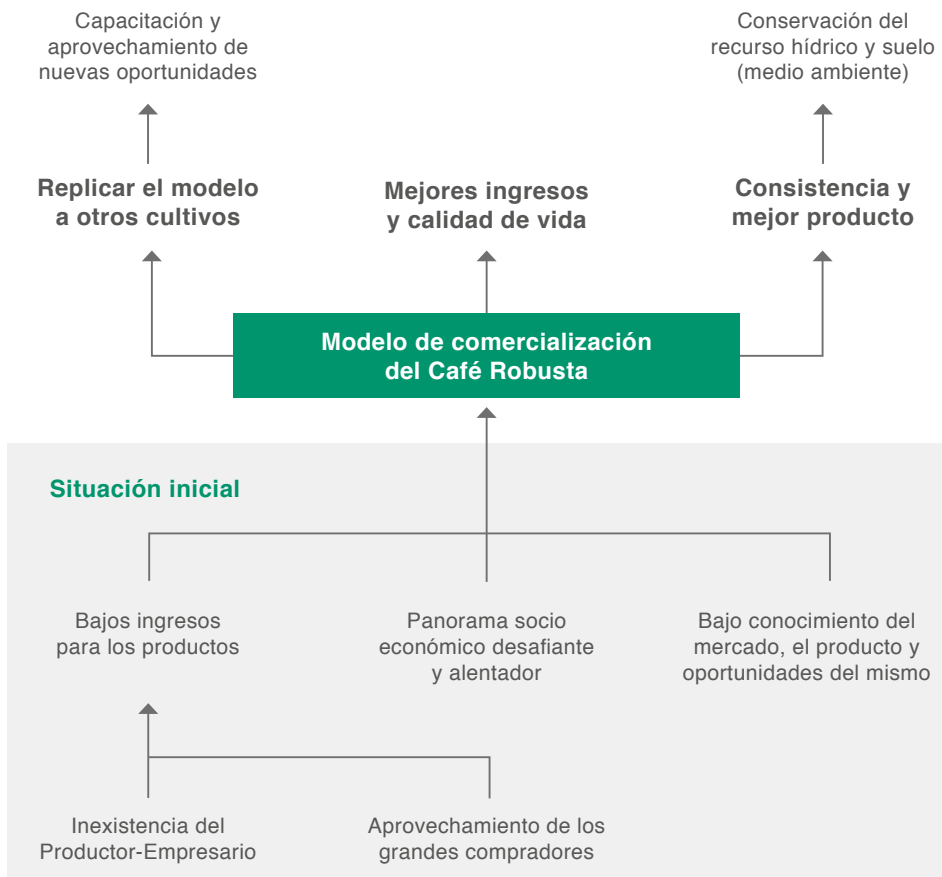 Capacitación y
aprovechamiento de
nuevas oportunidades
Conservación del
recurso hídrico y suelo
(medio ambiente)
Replicar el modelo
a otros cultivos
Mejores ingresos
y calidad de vida
Consistencia y
mejor producto
Modelo de comercialización
del Café Robusta
Situación inicial
Bajos ingresos
para los productos
Panorama socio
económico desafiante
y alentador
Bajo conocimiento del
mercado, el producto y
oportunidades del mismo
Inexistencia del
Productor-Empresario
Aprovechamiento de los
grandes compradores